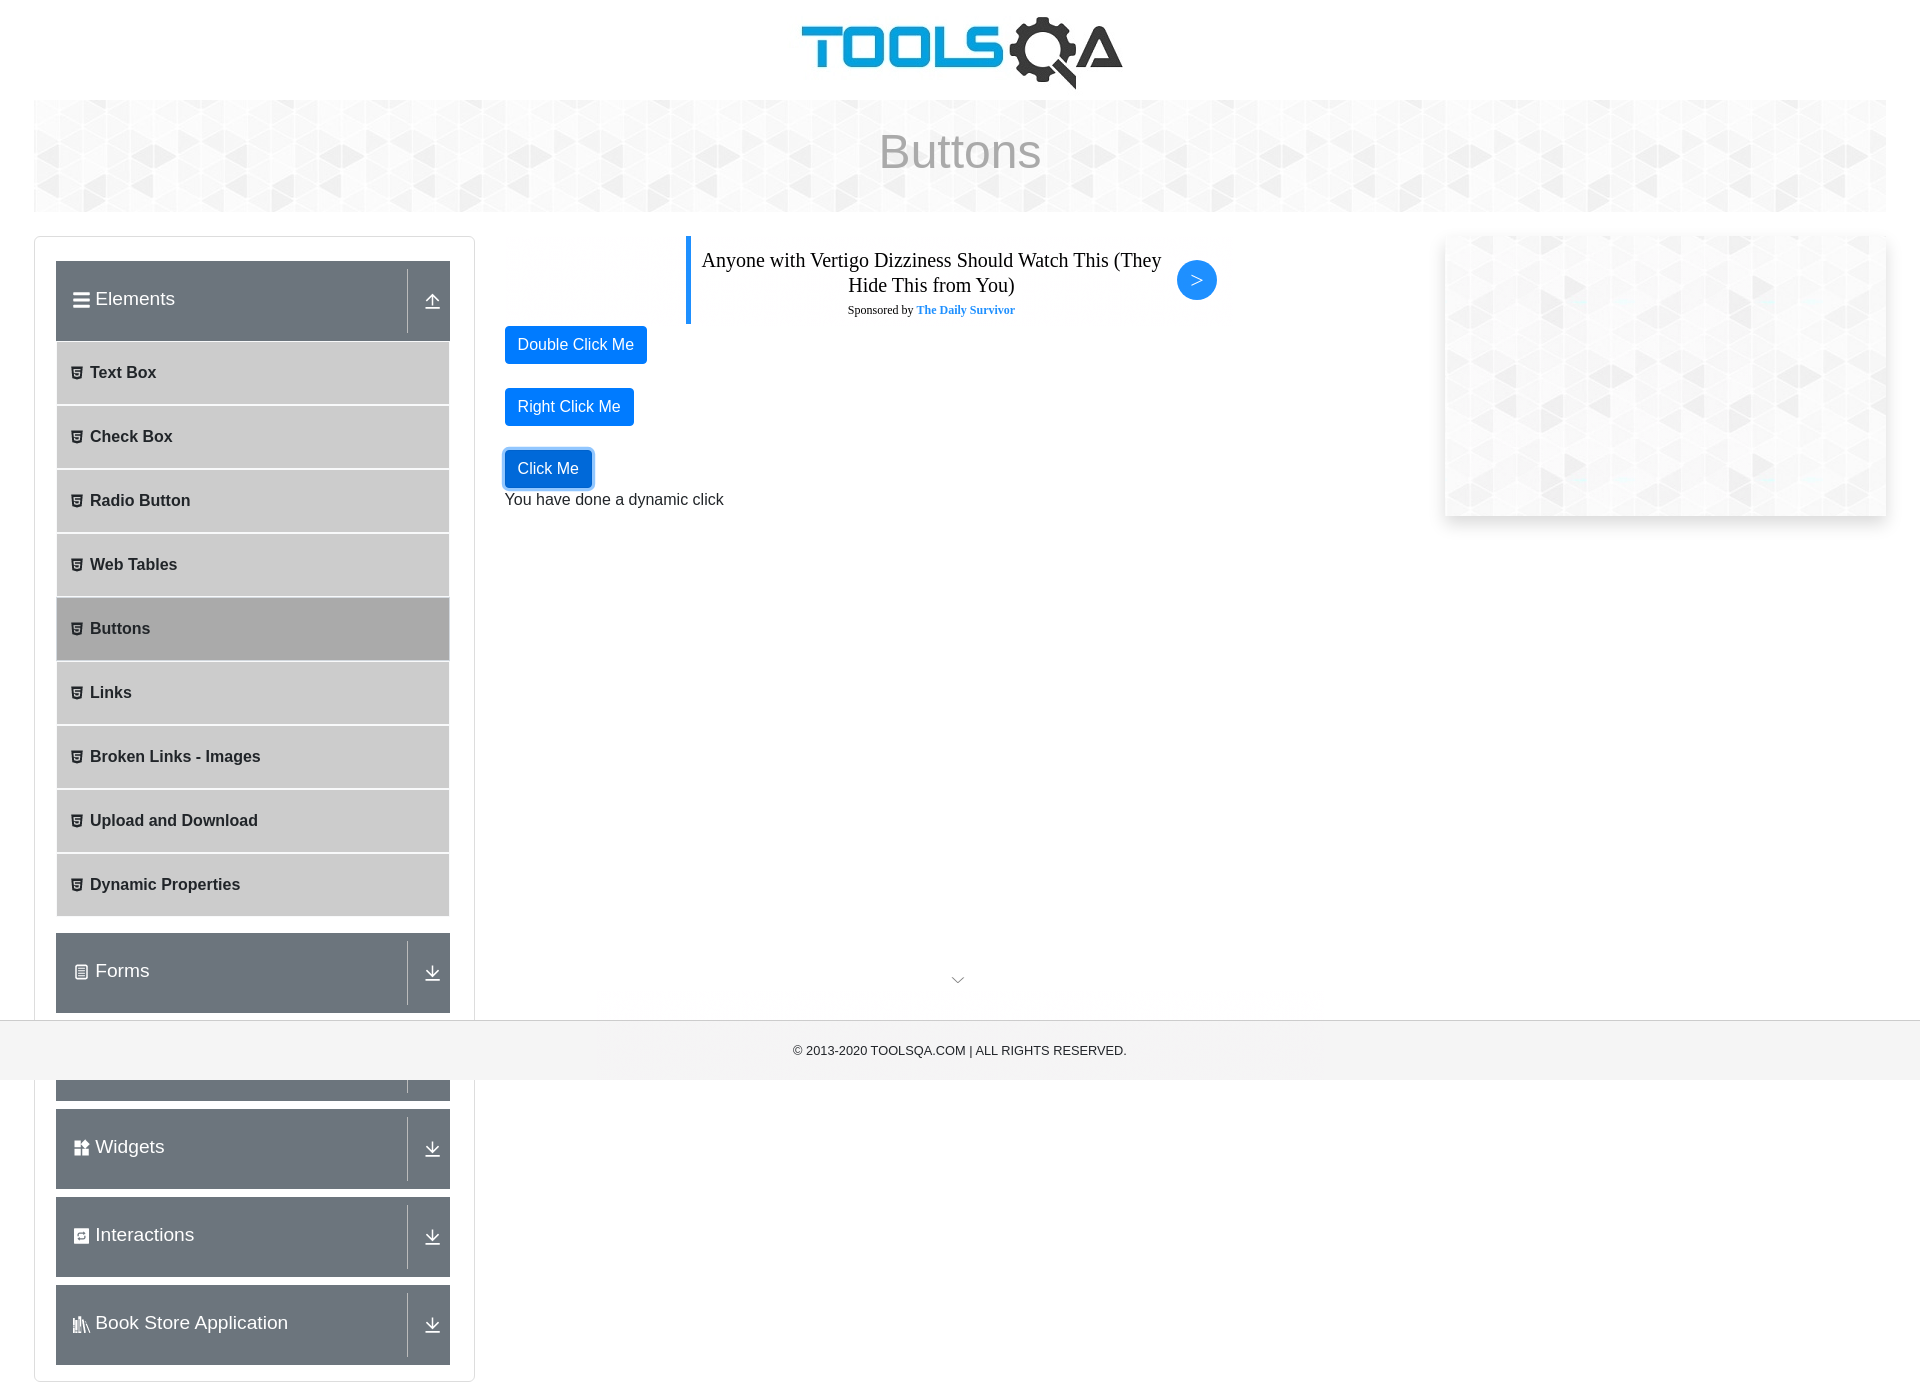 TOOLSQA
Buttons
Elements
Text Box
Check Box
Radio Button
Web Tables
Buttons
Links
Broken Links - Images
Upload and Download
Dynamic Properties
Forms
Widgets
Interactions
Book Store Application
Anyone with Vertigo Dizziness Should Watch This (They
Hide This from You)
Sponsored by The Daily Survivor
>
Double Click Me
Right Click Me
Click Me
You have done a dynamic click
© 2013-2020 TOOLSQA.COM | ALL RIGHTS RESERVED.